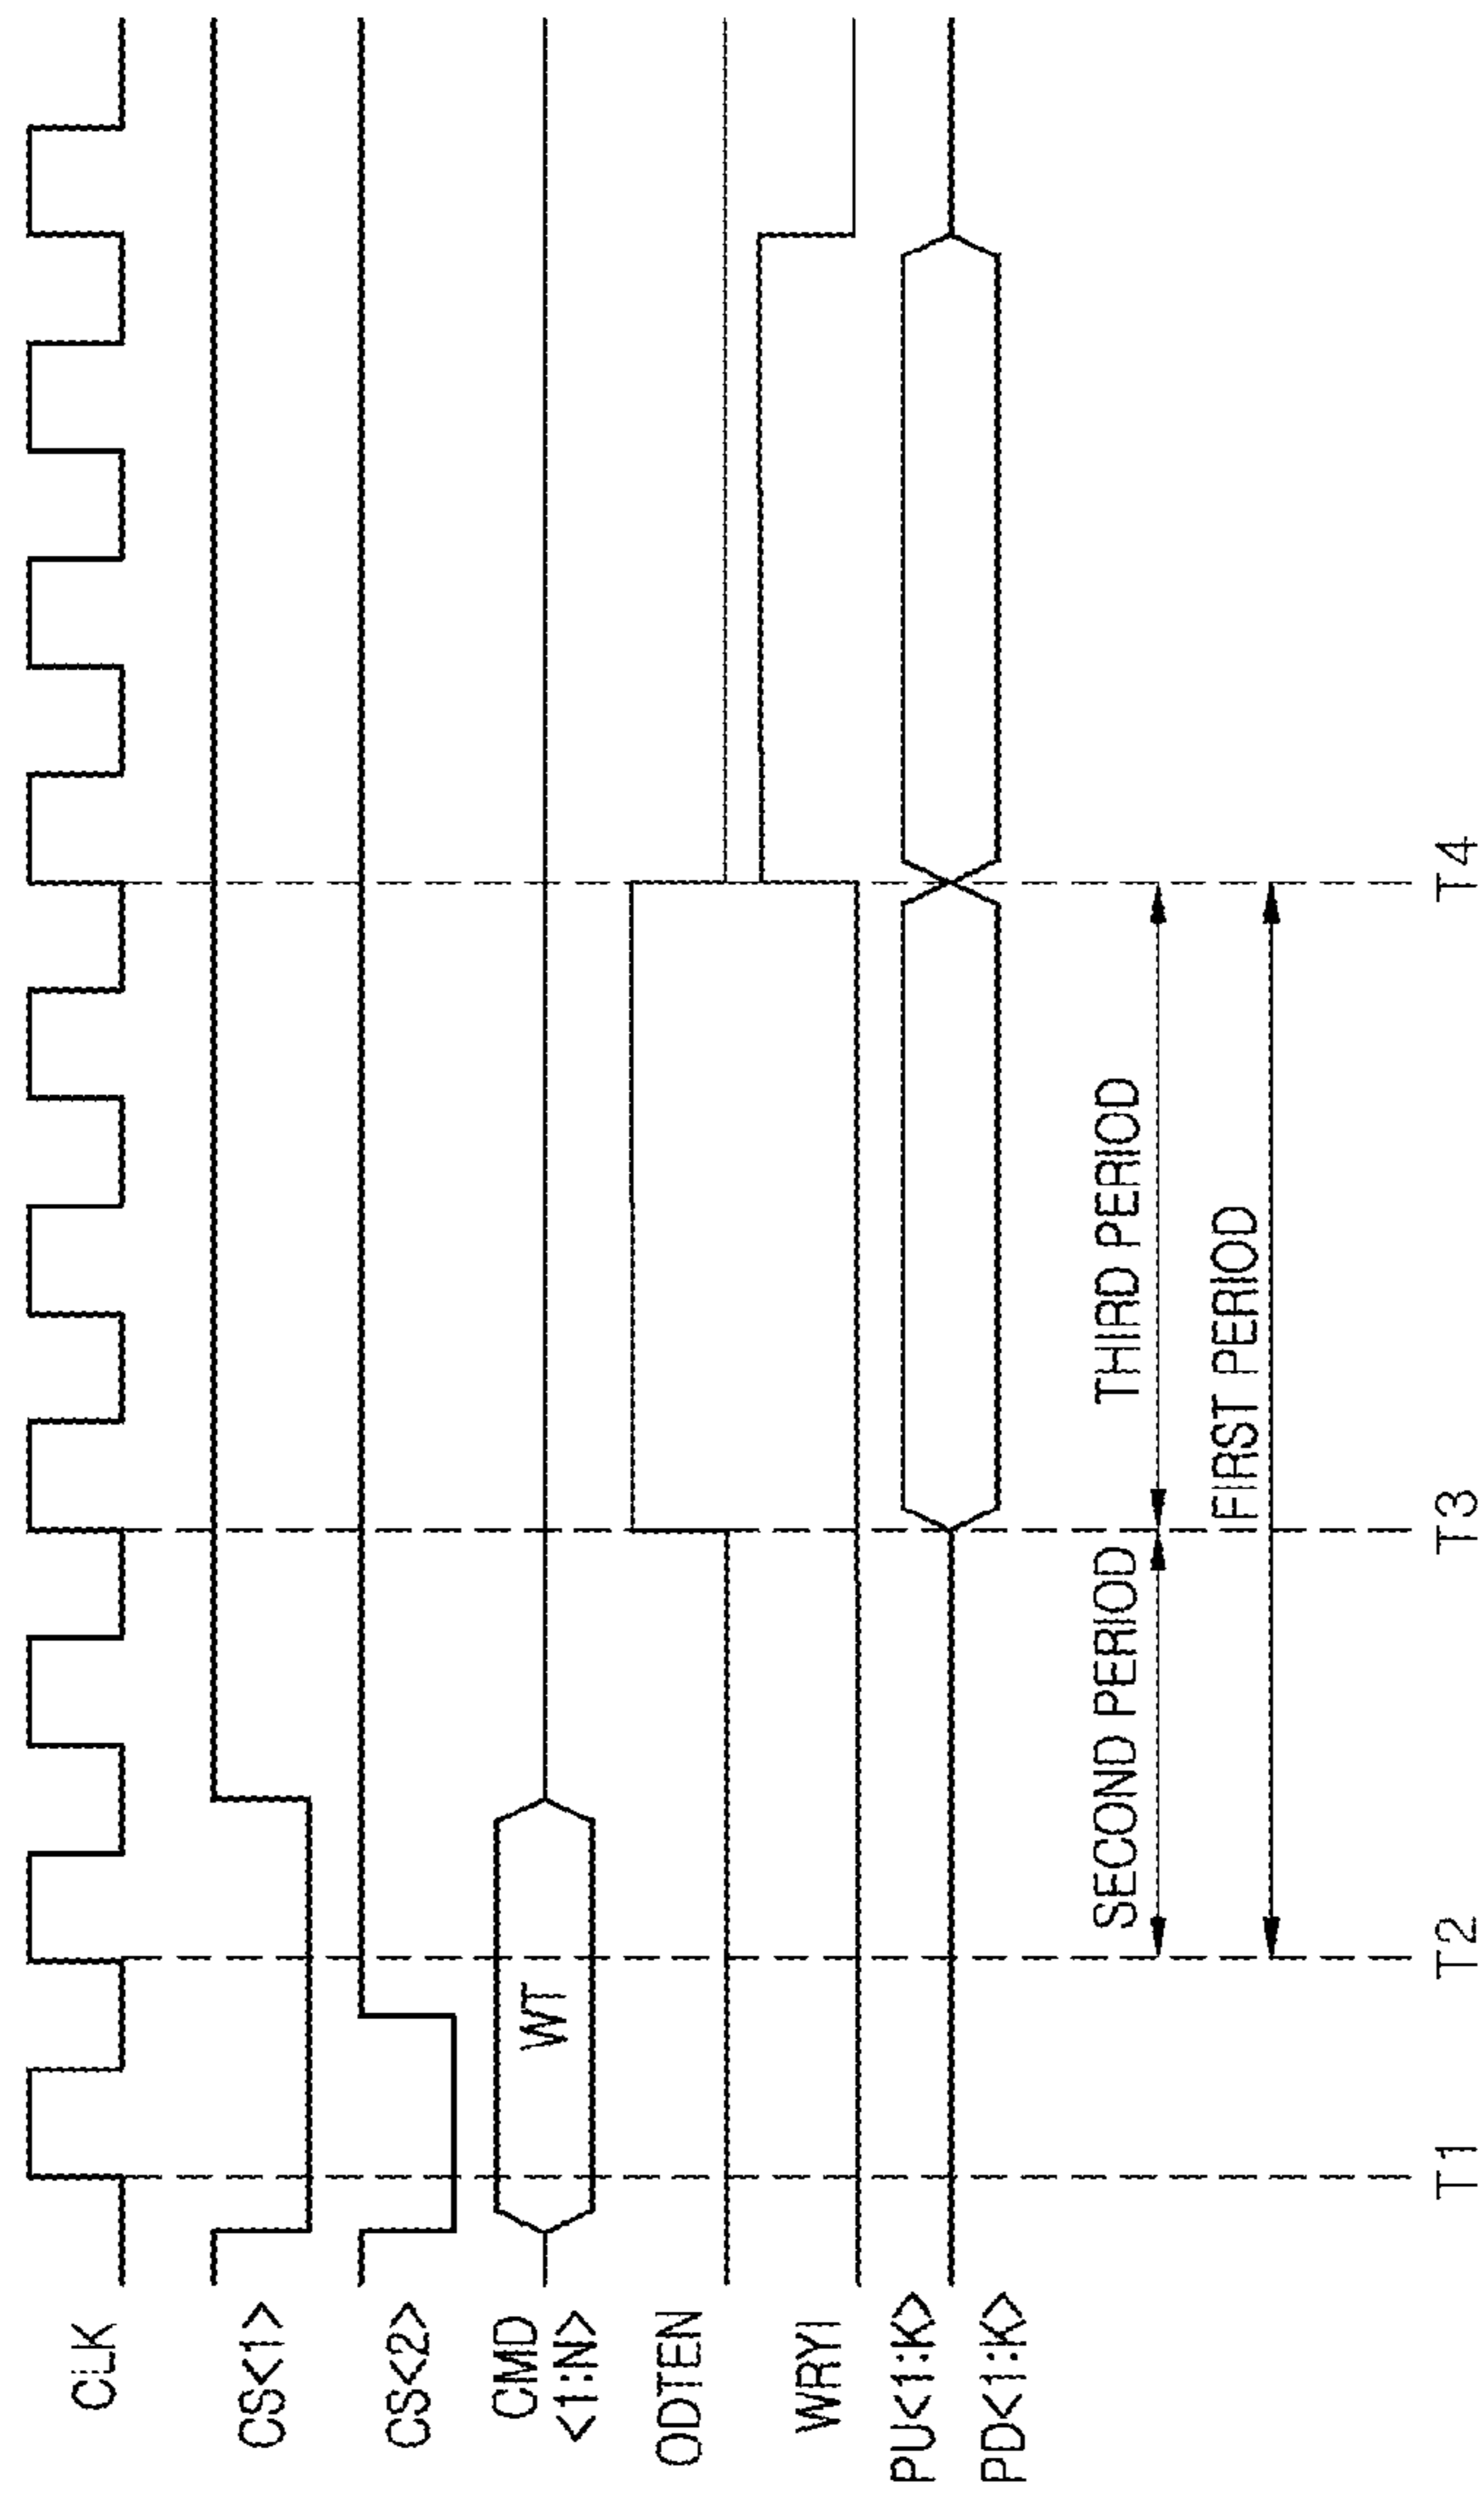 CLK
CS<1>
CS<2>
CMD
<1:N>
WT
ODTEN
WRYI
PU<1:K>
PD<1:K>
SECOND PERIOD
THIRD PERIOD
FIRST PERIOD
T1
T2
T3
T4